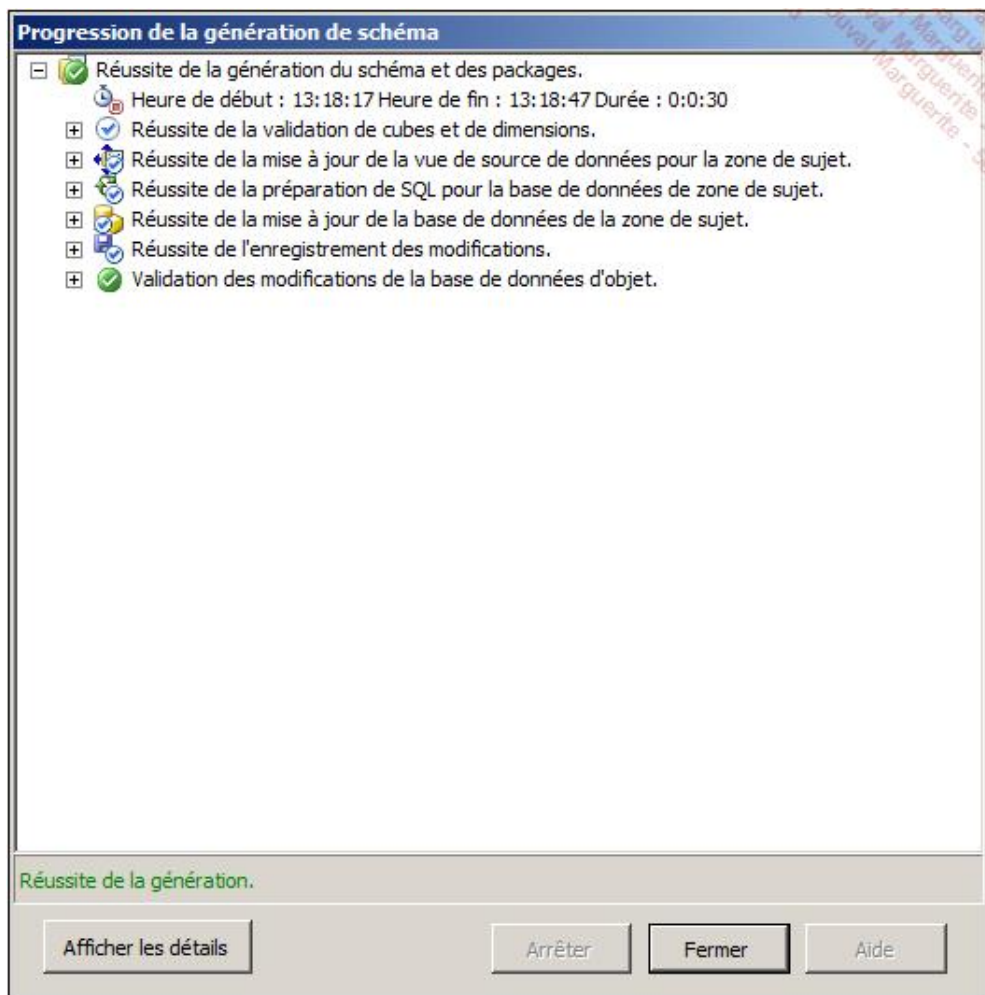 Progression de la génération de schéma
Réussite de la génération du schéma et des packages.
Heure de début : 13:18:17 Heure de fin : 13:18:47 Durée : 0:0:30
Réussite de la validation de cubes et de dimensions.
Réussite de la mise à jour de la vue de source de données pour la zone de sujet.
Réussite de la préparation de SQL pour la base de données de zone de sujet.
Réussite de la mise à jour de la base de données de la zone de sujet.
Réussite de l'enregistrement des modifications.
Validation des modifications de la base de données d'objet.
Réussite de la génération.
Afficher les détails
Arrêter
Fermer
Aide